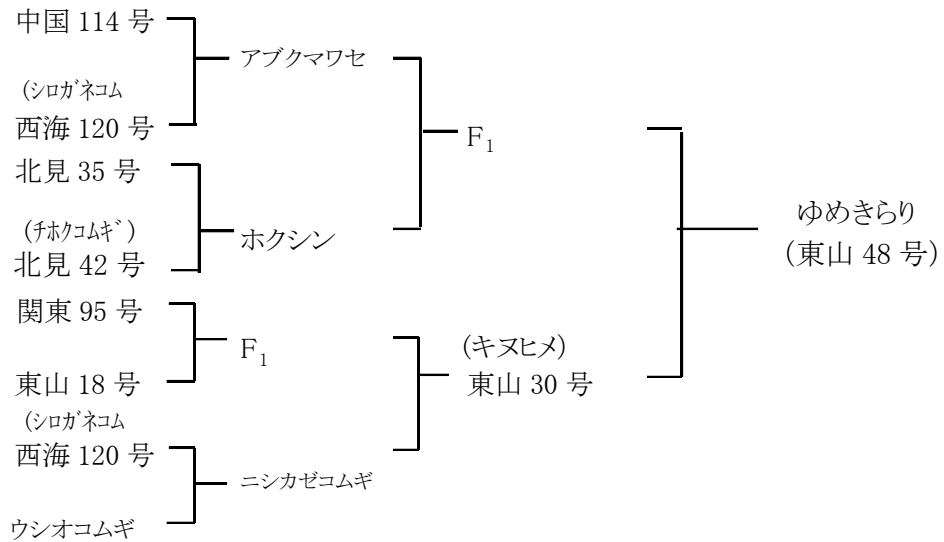 中国 114 号
アブクマワセ
(シロガネコム
西海 120 号
F₁
北見 35 号
(チホクコムギ)
ホクシン
北見 42 号
ゆめきらり
(東山 48 号)
関東 95 号
F₁
(キヌヒメ)
東山 18 号
東山 30 号
(シロガネコム
西海 120 号
ニシカゼコムギ
ウシオコムギ